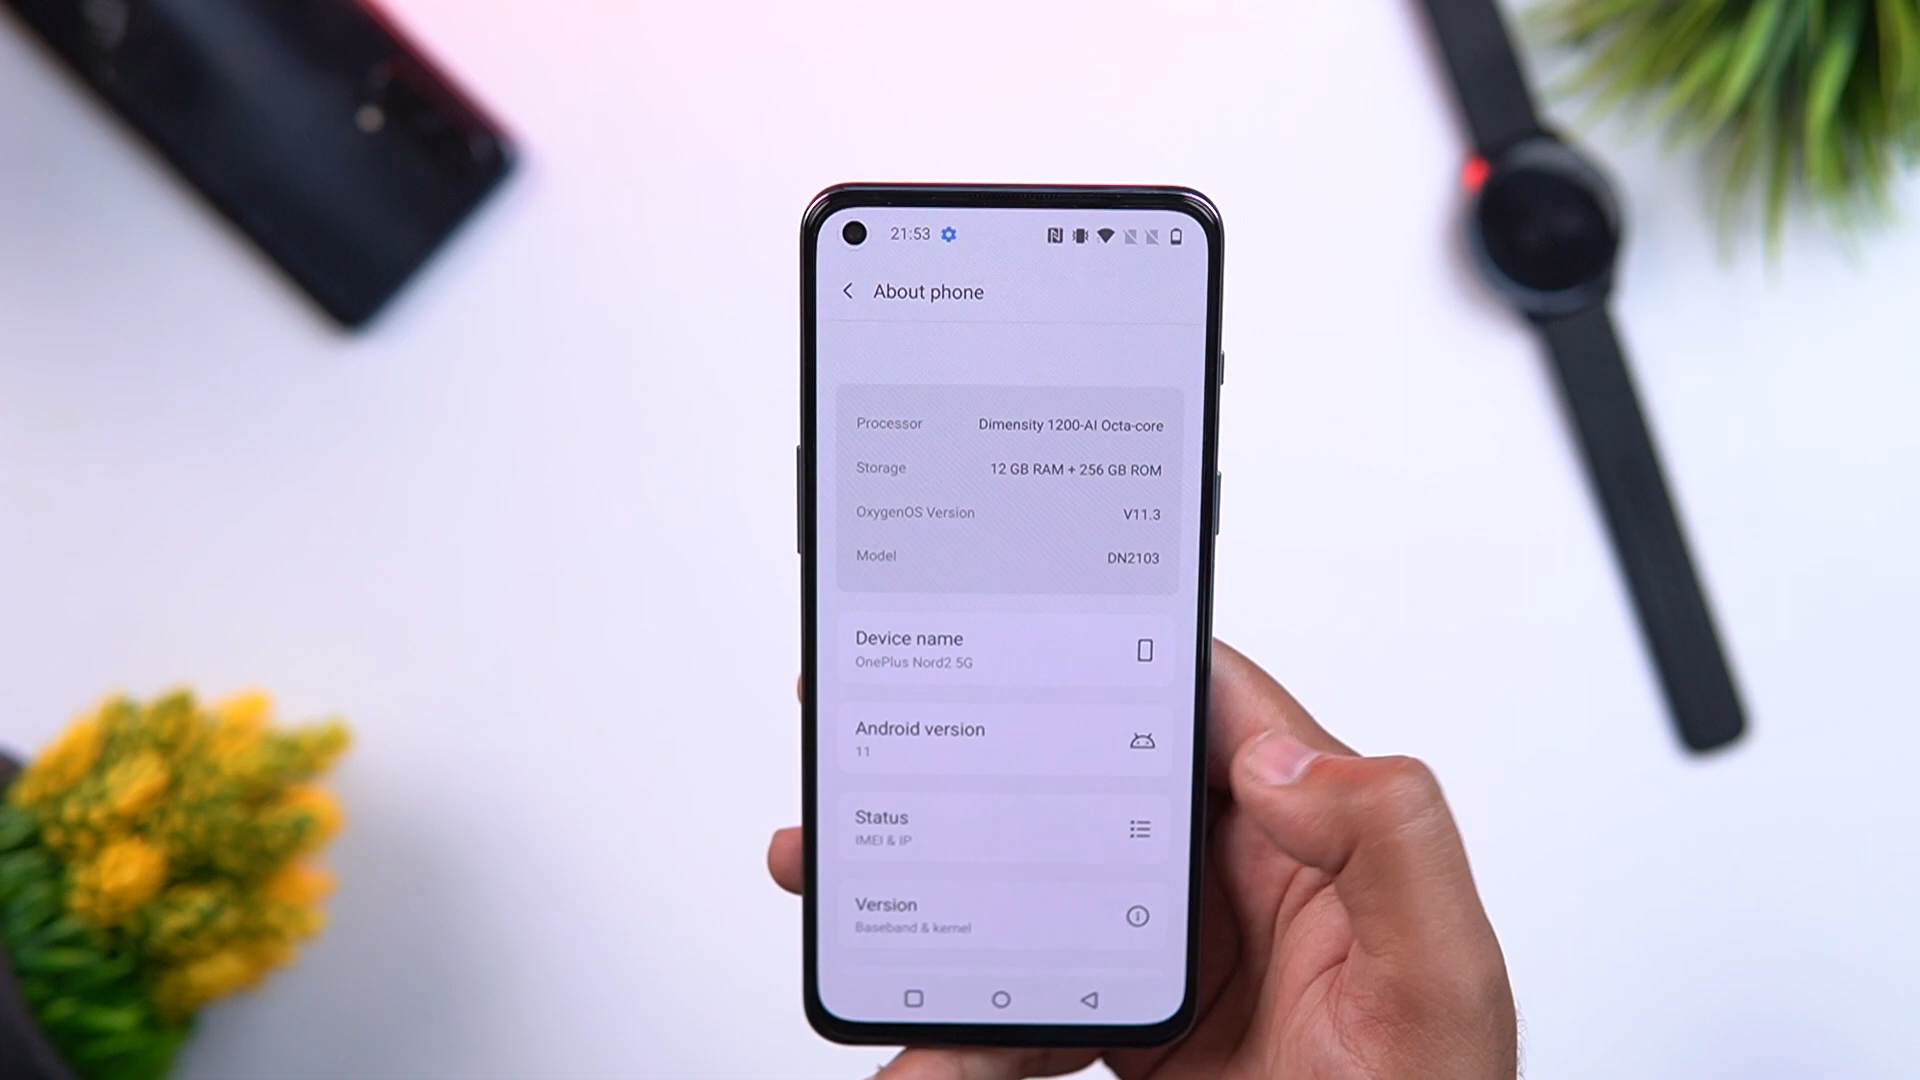 21:53
About phone
Processor Dimensity 1200-AI Octa-core
Storage 12 GB RAM + 256 GB ROM
OxygenOS Version V11.3
Model DN2103
Device name
OnePlus Nord2 5G
Android version
11
Status
IMEI & IP
Version
Baseband & kernel